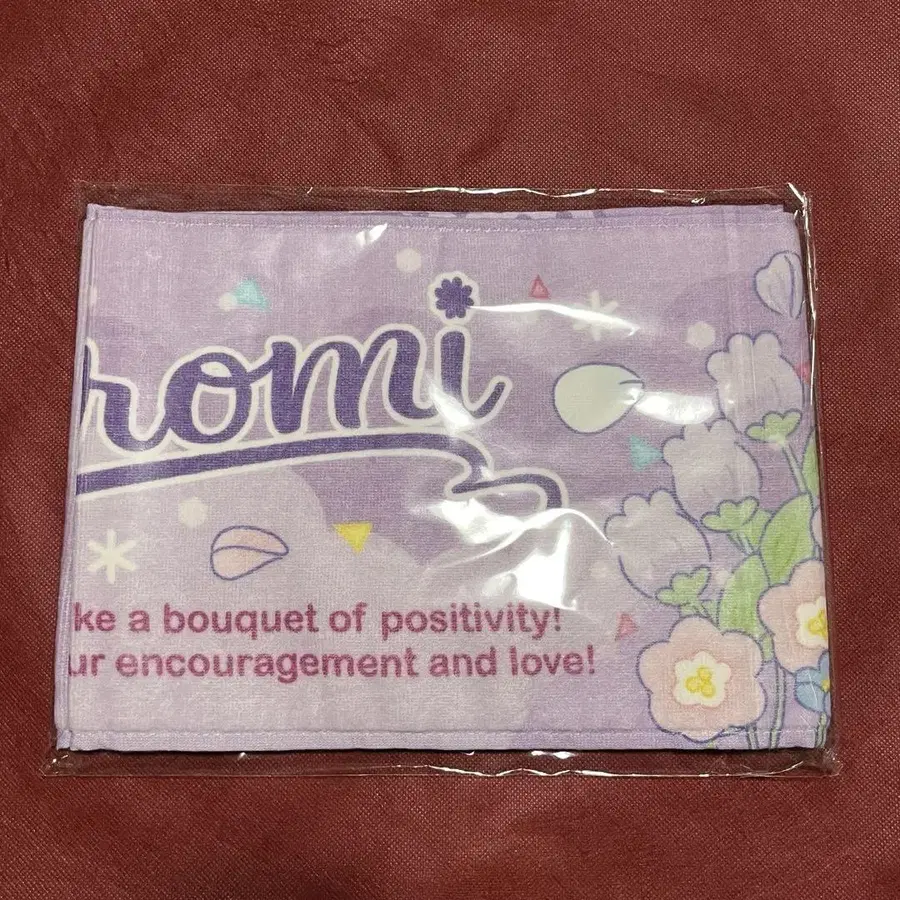 romi
ke a bouquet of positivity!
ur encouragement and love!